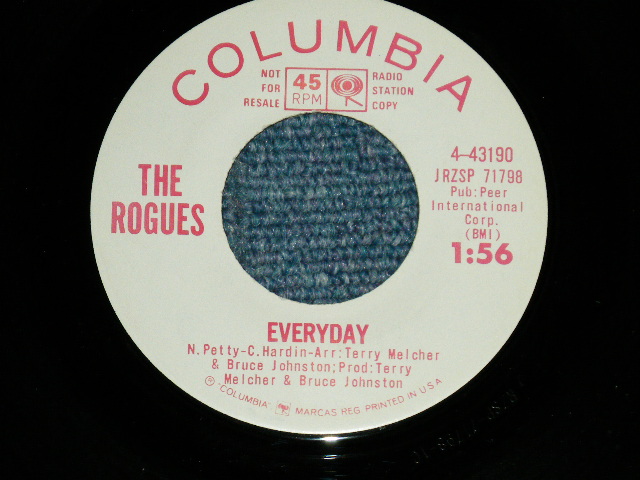 COLUMBIA
NOT FOR RESALE
45 RPM
RADIO STATION COPY
THE ROGUES
4-43190
JRZSP 71798
Pub: Peer
International
Corp.
(BMI)
1:56
EVERYDAY
N. Petty-C. Hardin-Arr: Terry Melcher
& Bruce Johnston; Prod: Terry
Melcher & Bruce Johnston
℗ "COLUMBIA" MARCAS REG. PRINTED IN U.S.A.